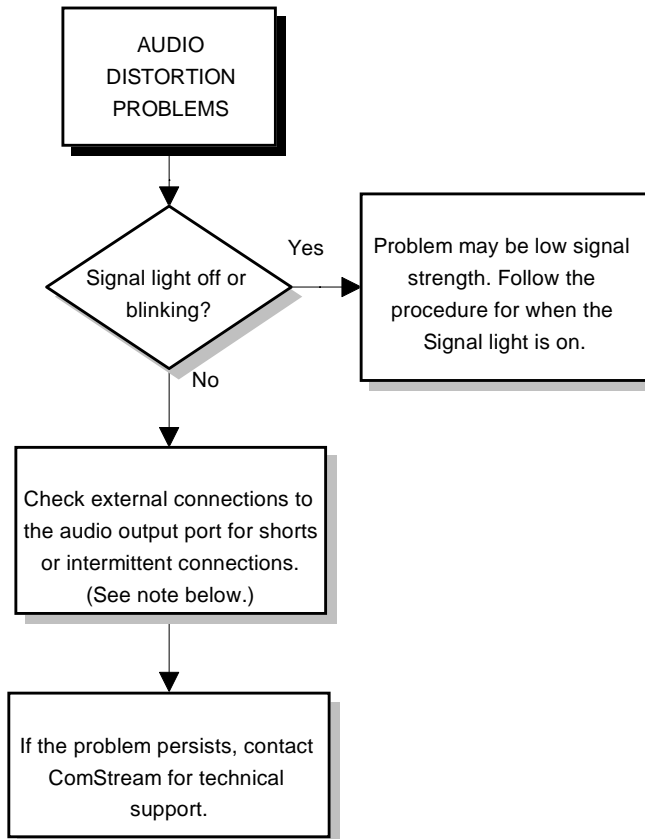 AUDIO
DISTORTION
PROBLEMS
Signal light off or
blinking?
Yes
Problem may be low signal
strength. Follow the
procedure for when the
Signal light is on.
No
Check external connections to
the audio output port for shorts
or intermittent connections.
(See note below.)
If the problem persists, contact
ComStream for technical
support.